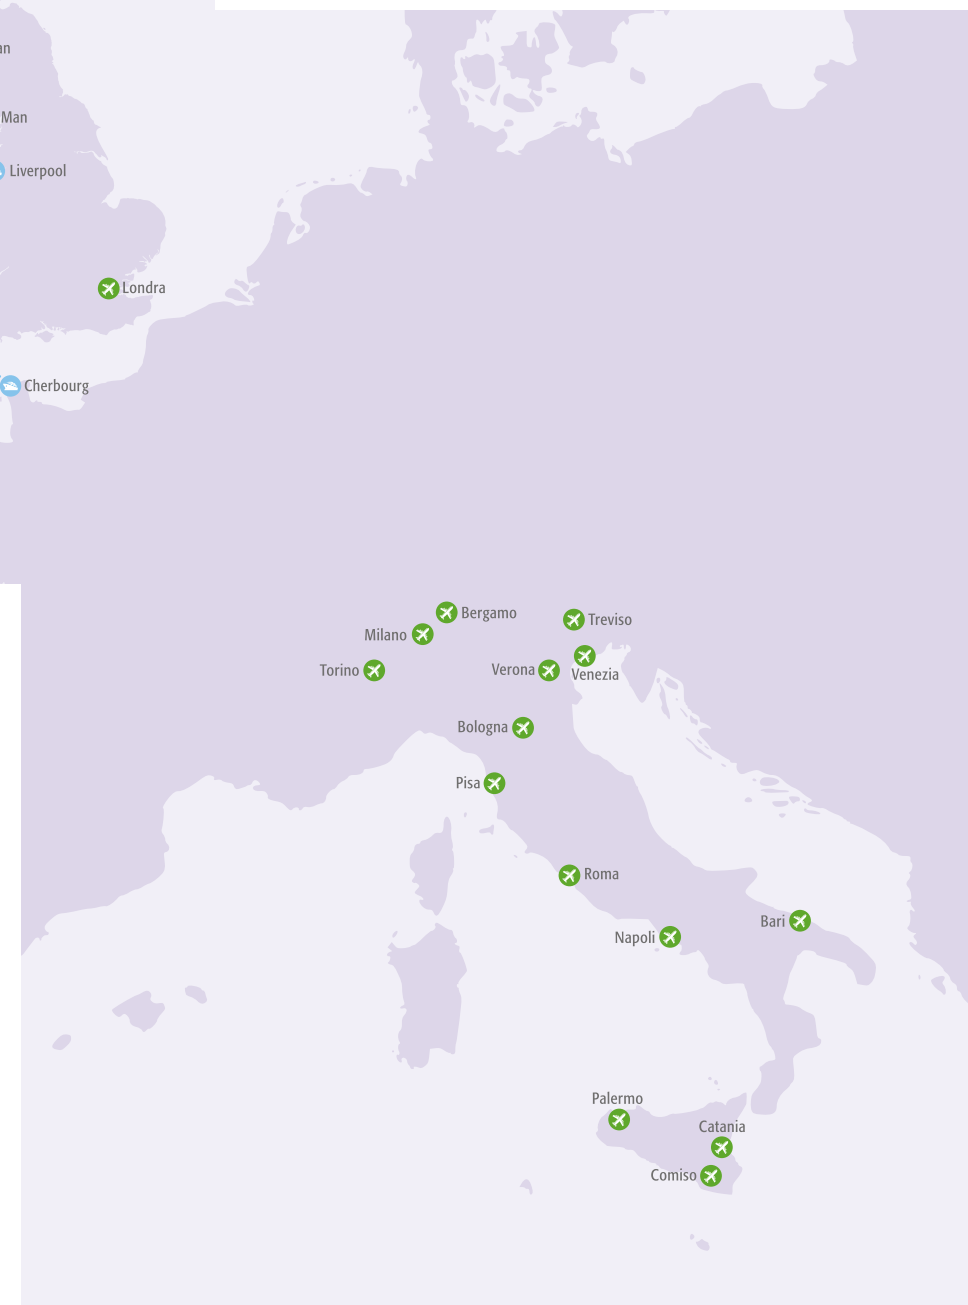 Man
Liverpool
Londra
Cherbourg
Bergamo
Treviso
Milano
Torino
Verona
Venezia
Bologna
Pisa
Roma
Bari
Napoli
Palermo
Catania
Comiso